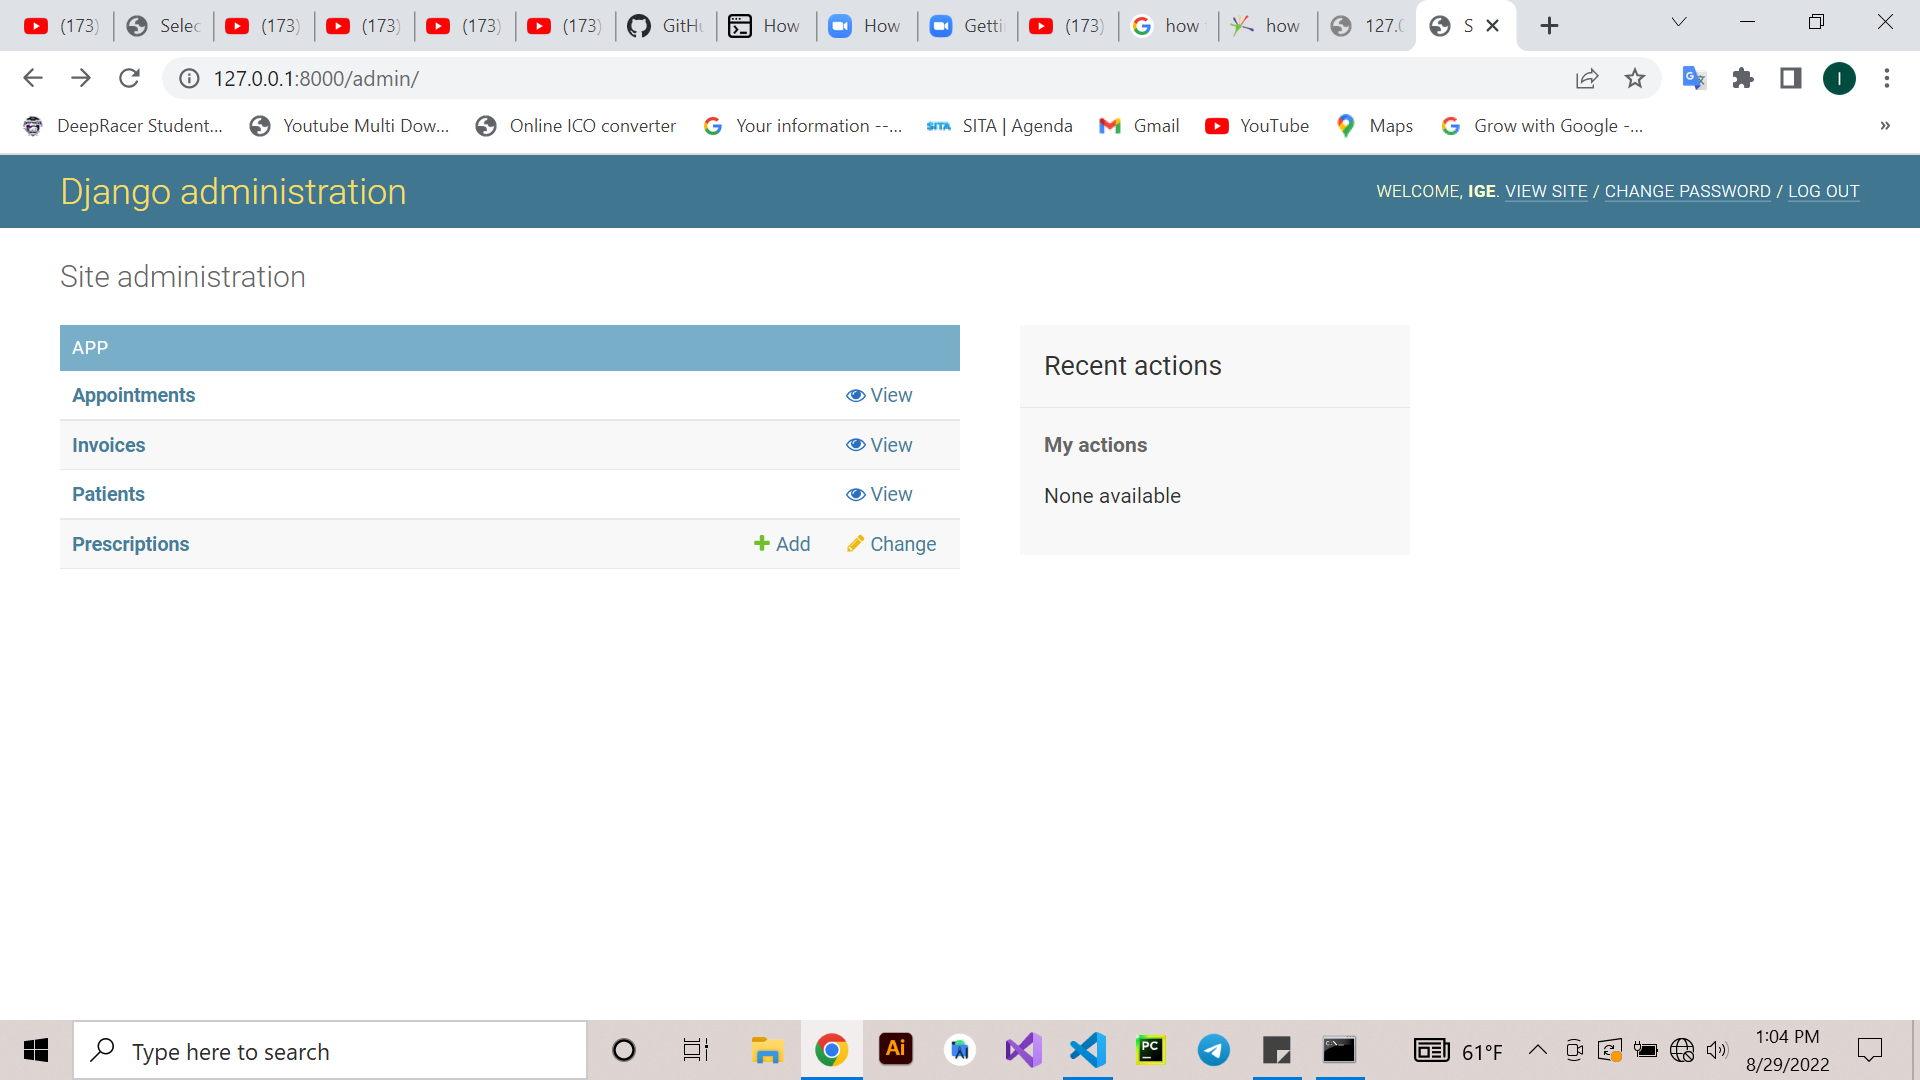 (173) Selec (173) (173) (173) (173) GitHu How How Getti (173) how how 127.0 S
127.0.0.1:8000/admin/ I
DeepRacer Student... Youtube Multi Dow... Online ICO converter Your information --... SITA SITA | Agenda Gmail YouTube Maps Grow with Google -... »
Django administration
WELCOME, IGE. VIEW SITE / CHANGE PASSWORD / LOG OUT
Site administration
APP
Appointments View
Invoices View
Patients View
Prescriptions Add Change
Recent actions
My actions
None available
Type here to search
Ai
PC
61°F
1:04 PM
8/29/2022